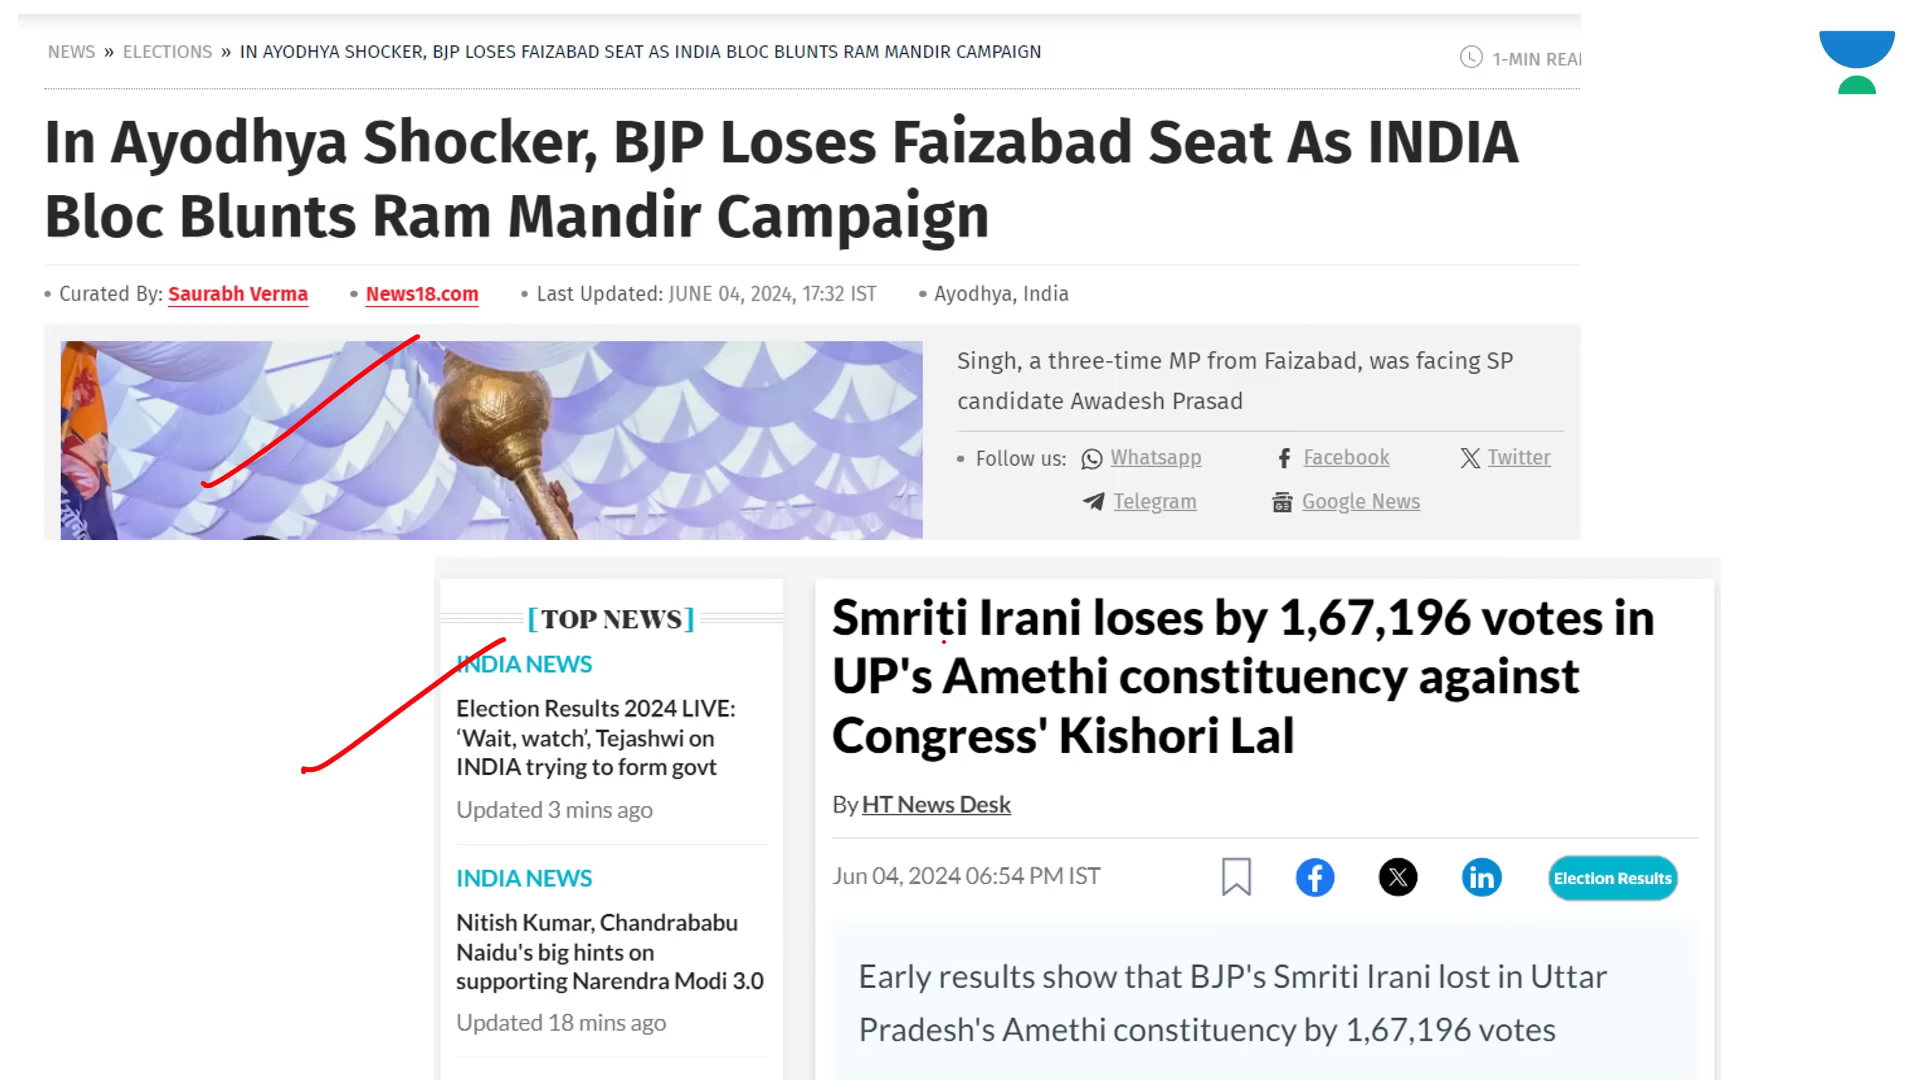 NEWS » ELECTIONS » IN AYODHYA SHOCKER, BJP LOSES FAIZABAD SEAT AS INDIA BLOC BLUNTS RAM MANDIR CAMPAIGN
1-MIN REA
In Ayodhya Shocker, BJP Loses Faizabad Seat As INDIA
Bloc Blunts Ram Mandir Campaign
• Curated By: Saurabh Verma • News18.com • Last Updated: JUNE 04, 2024, 17:32 IST • Ayodhya, India
Singh, a three-time MP from Faizabad, was facing SP
candidate Awadesh Prasad
• Follow us: Whatsapp Facebook Twitter
Telegram Google News
[TOP NEWS]
INDIA NEWS
Election Results 2024 LIVE:
‘Wait, watch’, Tejashwi on
INDIA trying to form govt
Updated 3 mins ago
INDIA NEWS
Nitish Kumar, Chandrababu
Naidu's big hints on
supporting Narendra Modi 3.0
Updated 18 mins ago
Smriti Irani loses by 1,67,196 votes in
UP's Amethi constituency against
Congress' Kishori Lal
By HT News Desk
Jun 04, 2024 06:54 PM IST
Election Results
Early results show that BJP's Smriti Irani lost in Uttar
Pradesh's Amethi constituency by 1,67,196 votes